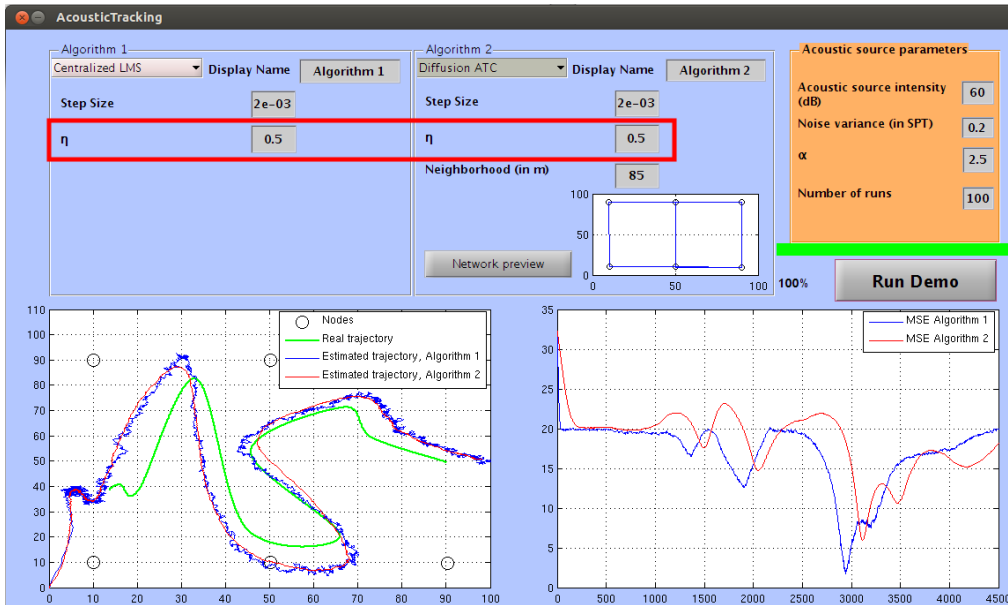 AcousticTracking
Algorithm 1
Centralized LMS
Display Name
Algorithm 1
Step Size
2e-03
η
0.5
Algorithm 2
Diffusion ATC
Display Name
Algorithm 2
Step Size
2e-03
η
0.5
Neighborhood (in m)
85
100
50
0
0
50
100
Network preview
Acoustic source parameters
Acoustic source intensity
(dB)
60
Noise variance (in SPT)
0.2
α
2.5
Number of runs
100
100%
Run Demo
110
100
90
80
70
60
50
40
30
20
10
0
0 10 20 30 40 50 60 70 80 90 100
Nodes
Real trajectory
Estimated trajectory, Algorithm 1
Estimated trajectory, Algorithm 2
35
30
25
20
15
10
5
0
0 500 1000 1500 2000 2500 3000 3500 4000 4500
MSE Algorithm 1
MSE Algorithm 2